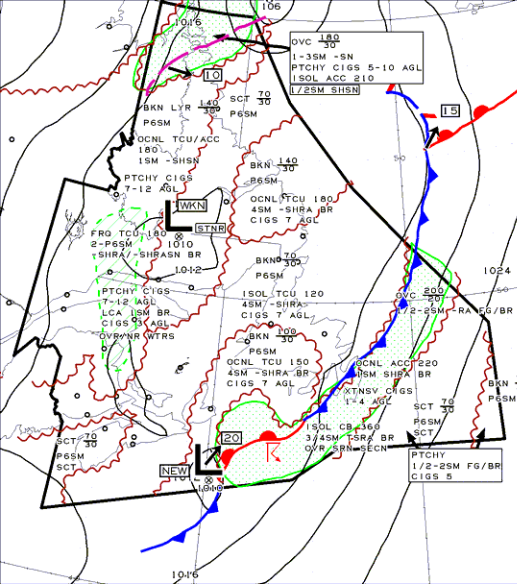 1016
106
OVC 180/30
1-3SM -SN
PTCHY CIGS 5-10 AGL
ISOL ACC 210
1/2SM SHSN
10
15
BKN LYR 140/30
P6SM
SCT 70/30
P6SM
OCNL TCU/ACC
180
1SM -SHSN
PTCHY CIGS
7-12 AGL
BKN 140/30
P6SM
50
OCNL TCU 180
4SM -SHRA BR
CIGS 7 AGL
WKN
STNR
1010
FRQ TCU 180
2-P6SM
-SHRA/-SHRASN BR
1012
BKN 70/30
P6SM
1024
PTCHY CIGS
7-12 AGL
LCA 1SM BR
CIGS 3 AGL
OVR/NR WTRS
ISOL TCU 120
4SM -SHRA
CIGS 7 AGL
OVC 200/20
1/2-2SM -RA FG/BR
BKN 100/30
P6SM
OCNL TCU 150
4SM -SHRA BR
CIGS 7 AGL
OCNL ACC 220
1SM SHRA BR
XTNSV CIGS
1-4 AGL
BKN
P6SM
SCT 70/30
P6SM
SCT
20
ISOL CB 360
3/4SM TSRA BR
OVR SRN SECN
SCT 70/30
P6SM
SCT
NEW
1012
1010
PTCHY
1/2-2SM FG/BR
CIGS 5
1016